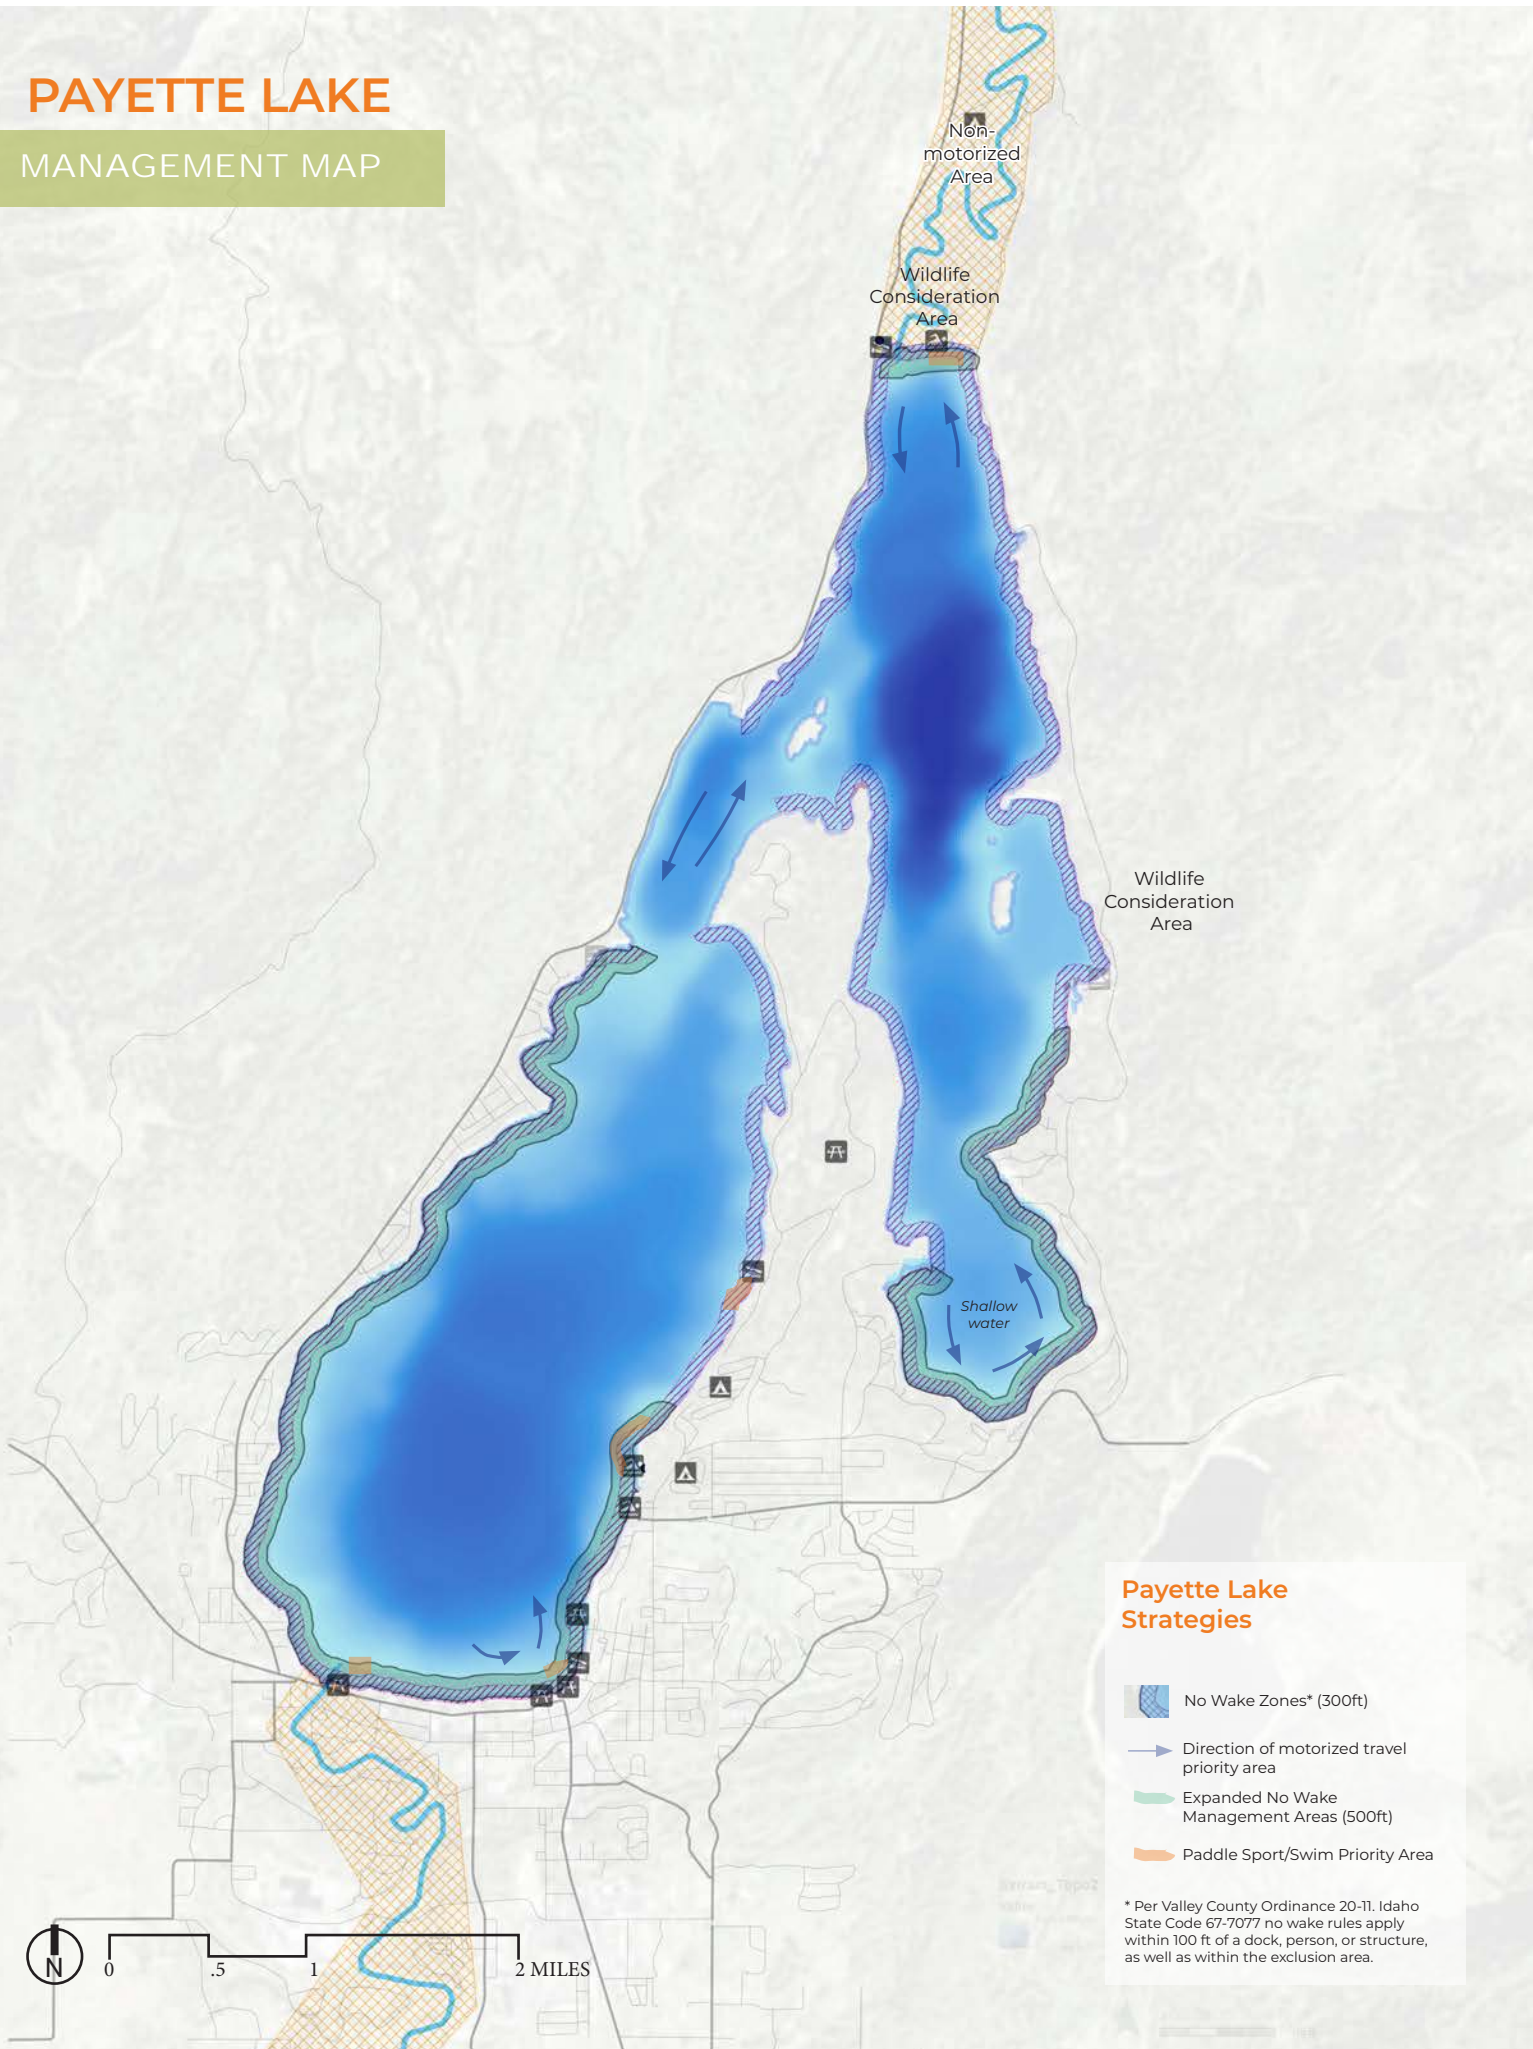 PAYETTE LAKE
MANAGEMENT MAP
Non-
motorized
Area
Wildlife
Consideration
Area
Wildlife
Consideration
Area
Shallow
water
Payette Lake
Strategies
No Wake Zones* (300ft)
Direction of motorized travel
priority area
Expanded No Wake
Management Areas (500ft)
Paddle Sport/Swim Priority Area
* Per Valley County Ordinance 20-11. Idaho
State Code 67-7077 no wake rules apply
within 100 ft of a dock, person, or structure,
as well as within the exclusion area.
N
0 .5 1 2 MILES